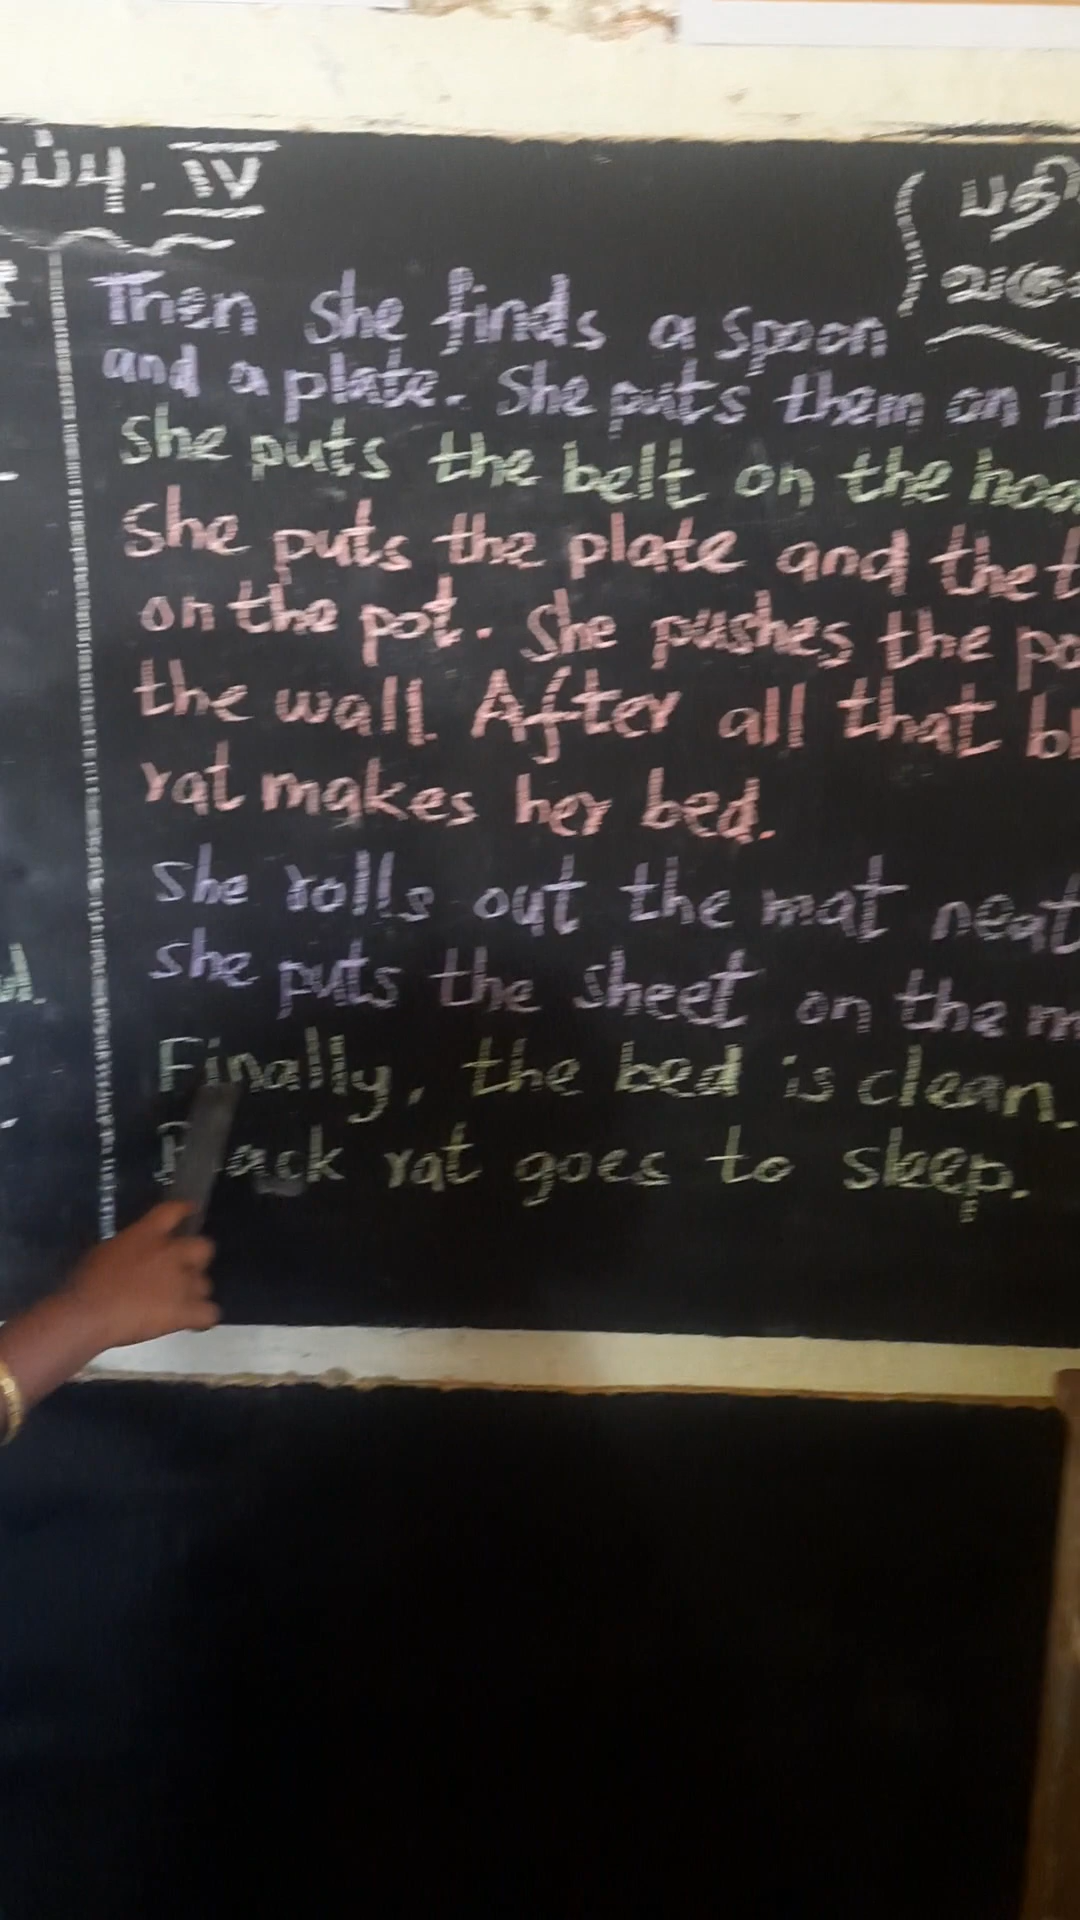 IV
Then she finds a spoon
and a plate. She puts them on
She puts the belt on the
She puts the plate and the
on the pot. She pushes the
the wall. After all that
rat makes her bed.
She rolls out the mat
She puts the sheet on the
Finally, the bed is clean.
Black rat goes to sleep.